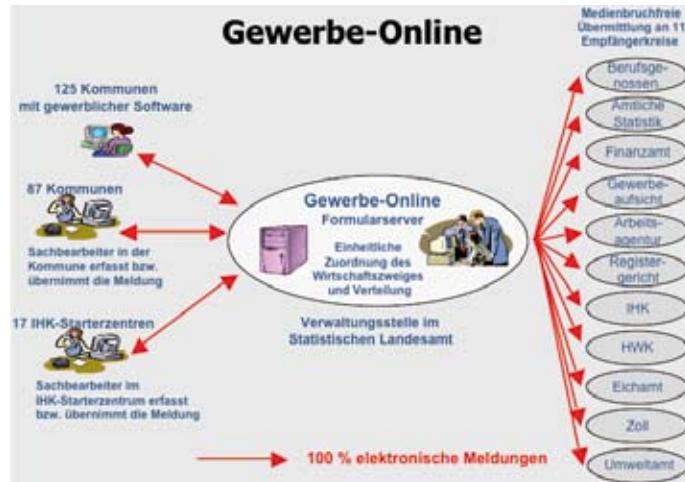 Gewerbe-Online
Medienbruchfreie
Übermittlung an 11
Empfängerkreise
125 Kommunen
mit gewerblicher Software
87 Kommunen
Sachbearbeiter in der
Kommune erfasst bzw.
übernimmt die Meldung
17 IHK-Starterzentren
Sachbearbeiter im
IHK-Starterzentrum erfasst
bzw. übernimmt die Meldung
Gewerbe-Online
Formularserver
Einheitliche
Zuordnung des
Wirtschaftszweiges
und Verteilung
Verwaltungsstelle im
Statistischen Landesamt
Berufsge-
nossen
Amtliche
Statistik
Finanzamt
Gewerbe-
aufsicht
Arbeits-
agentur
Register-
gericht
IHK
HWK
Eichamt
Zoll
Umweltamt
100 % elektronische Meldungen